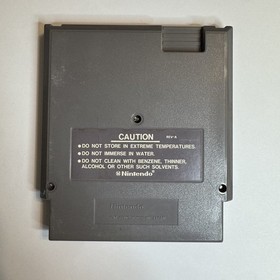 CAUTION REV-A
●DO NOT STORE IN EXTREME TEMPERATURES.
●DO NOT IMMERSE IN WATER.
●DO NOT CLEAN WITH BENZENE, THINNER,
ALCOHOL OR OTHER SUCH SOLVENTS.
Nintendo